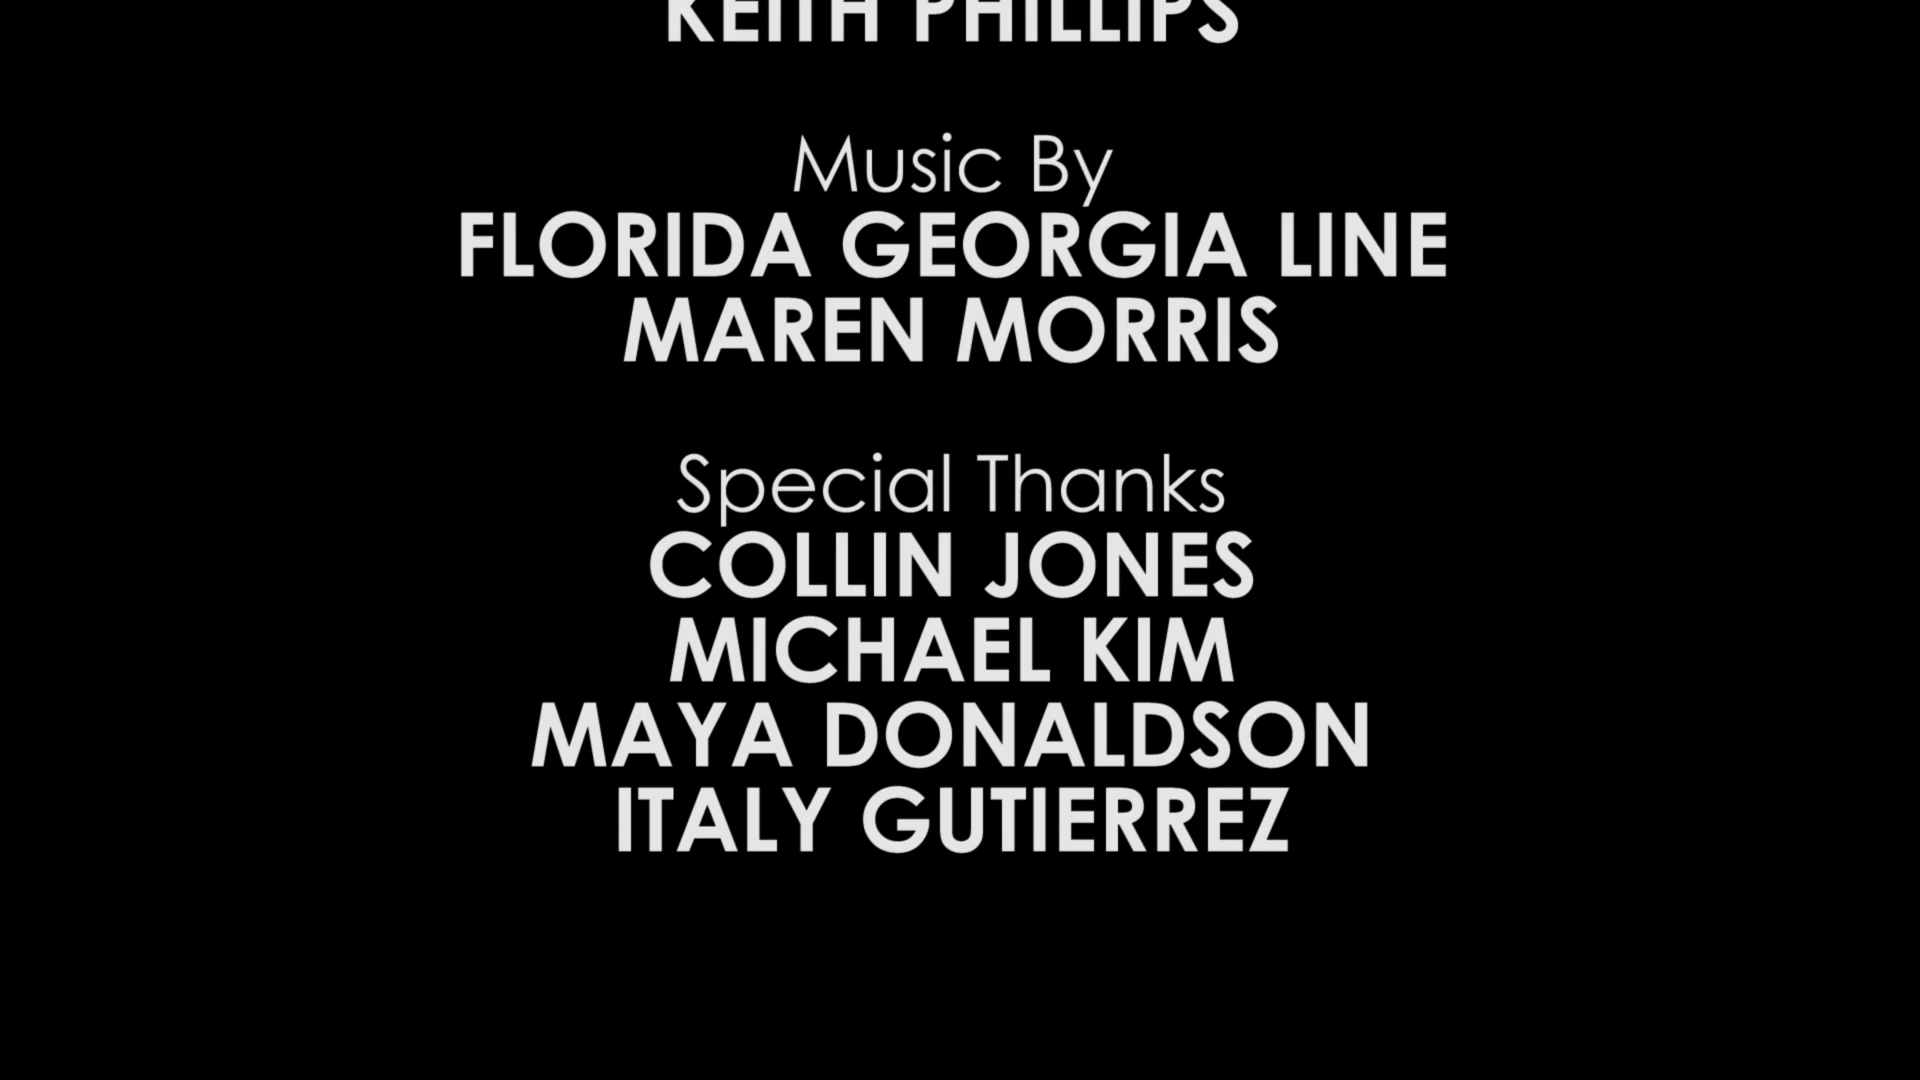 KEITH PHILLIPS
Music By
FLORIDA GEORGIA LINE
MAREN MORRIS
Special Thanks
COLLIN JONES
MICHAEL KIM
MAYA DONALDSON
ITALY GUTIERREZ